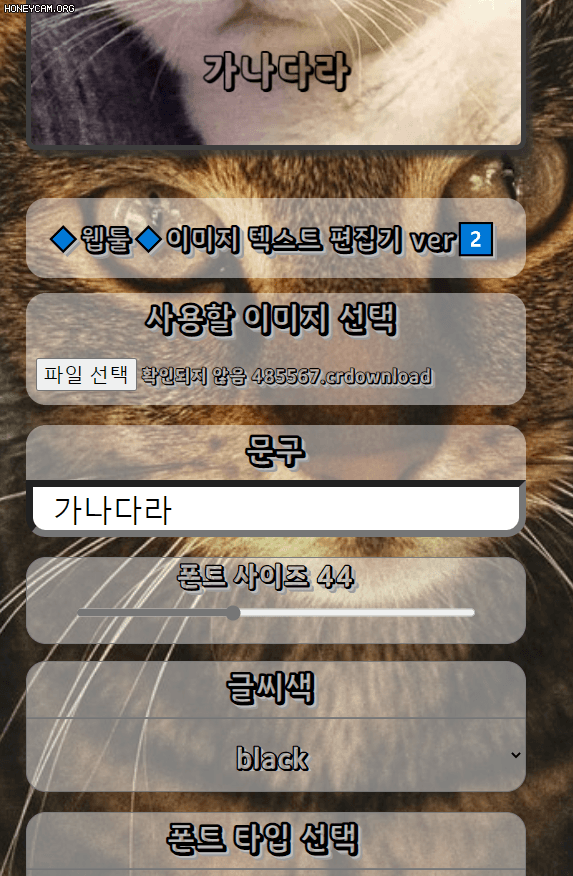 HONEYCAM.ORG
가나다라
🔷웹툴🔷이미지 텍스트 편집기 ver2️⃣
사용할 이미지 선택
파일 선택 확인되지 않음 485567.crdownload
문구
가나다라
폰트 사이즈 44
글씨색
black
폰트 타입 선택